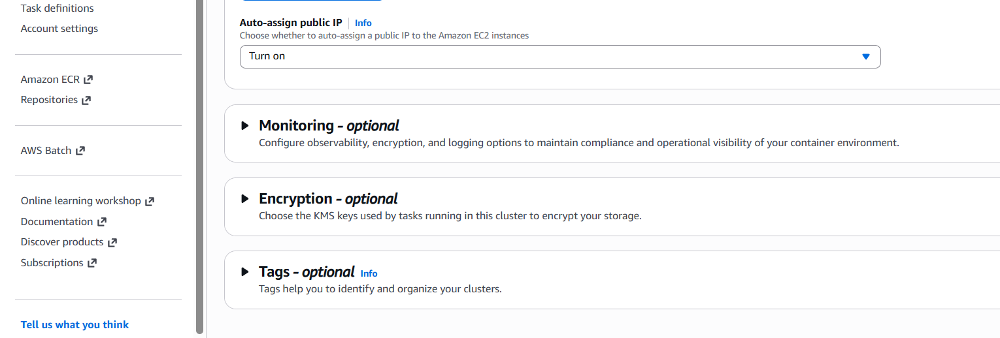 Task definitions
Account settings
Amazon ECR
Repositories
AWS Batch
Online learning workshop
Documentation
Discover products
Subscriptions
Tell us what you think
Auto-assign public IP Info
Choose whether to auto-assign a public IP to the Amazon EC2 instances
Turn on
Monitoring - optional
Configure observability, encryption, and logging options to maintain compliance and operational visibility of your container environment.
Encryption - optional
Choose the KMS keys used by tasks running in this cluster to encrypt your storage.
Tags - optional Info
Tags help you to identify and organize your clusters.